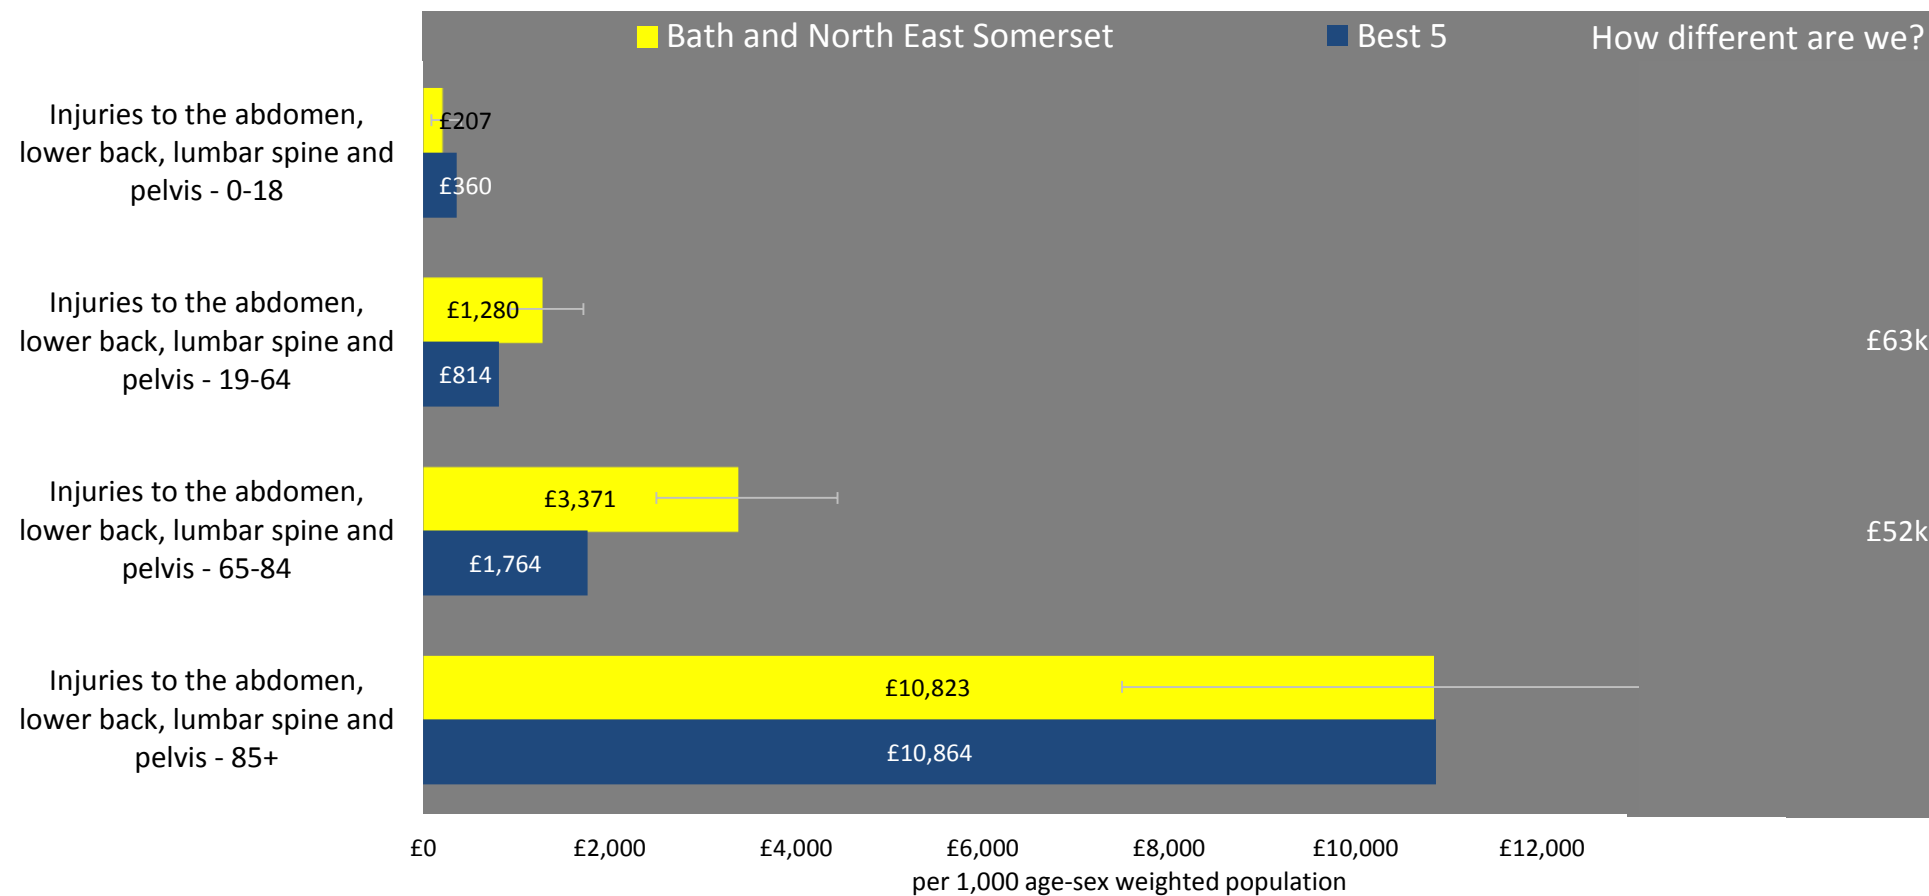 Bath and North East Somerset
Best 5
How different are we?
Injuries to the abdomen,
lower back, lumbar spine and
pelvis - 0-18
£207
£360
Injuries to the abdomen,
lower back, lumbar spine and
pelvis - 19-64
£1,280
£814
£63k
Injuries to the abdomen,
lower back, lumbar spine and
pelvis - 65-84
£3,371
£1,764
£52k
Injuries to the abdomen,
lower back, lumbar spine and
pelvis - 85+
£10,823
£10,864
£0 £2,000 £4,000 £6,000 £8,000 £10,000 £12,000
per 1,000 age-sex weighted population